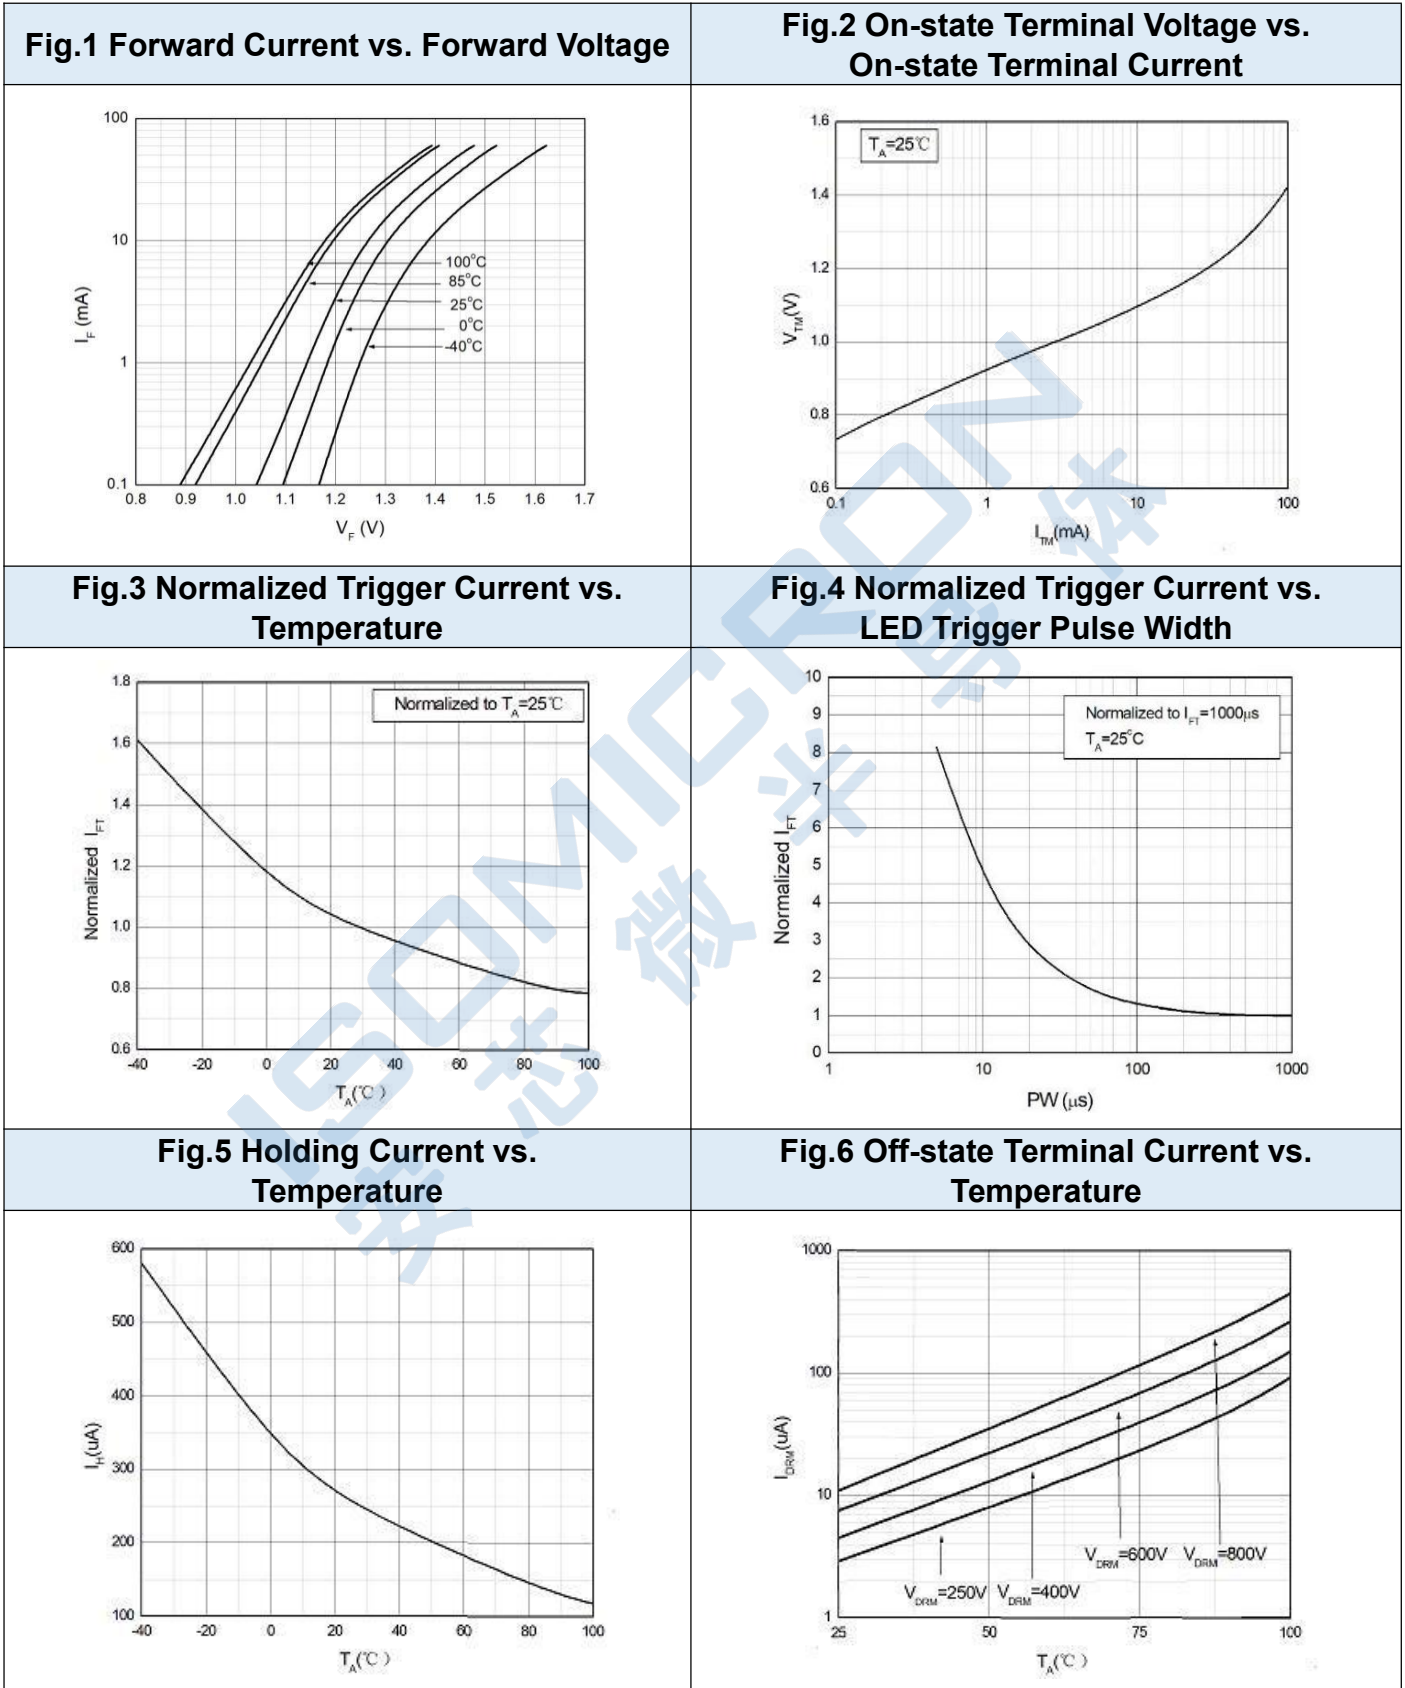 Fig.1 Forward Current vs. Forward Voltage
Fig.2 On-state Terminal Voltage vs.
On-state Terminal Current
100
10
1
0.1
I_F (mA)
100°C
85°C
25°C
0°C
-40°C
0.8 0.9 1.0 1.1 1.2 1.3 1.4 1.5 1.6 1.7
V_F (V)
1.6
1.4
1.2
1.0
0.8
0.6
V_TM(V)
T_A=25℃
0.1 1 10 100
I_TM(mA)
Fig.3 Normalized Trigger Current vs.
Temperature
Fig.4 Normalized Trigger Current vs.
LED Trigger Pulse Width
1.8
1.6
1.4
1.2
1.0
0.8
0.6
Normalized I_FT
Normalized to T_A=25℃
-40 -20 0 20 40 60 80 100
T_A(℃)
10
9
8
7
6
5
4
3
2
1
0
Normalized I_FT
Normalized to I_FT=1000μs
T_A=25°C
1 10 100 1000
PW (μs)
Fig.5 Holding Current vs.
Temperature
Fig.6 Off-state Terminal Current vs.
Temperature
600
500
400
300
200
100
I_H(uA)
-40 -20 0 20 40 60 80 100
T_A(℃)
1000
100
10
1
I_DRM(uA)
V_DRM=600V V_DRM=800V
V_DRM=250V V_DRM=400V
25 50 75 100
T_A(℃)
ISOMICRON
安芯微半导体